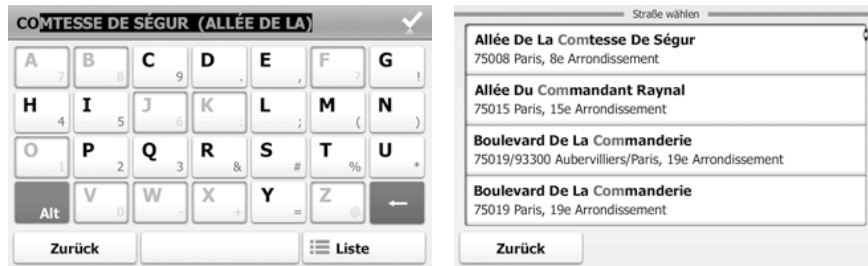 COMTESSE DE SÉGUR (ALLÉE DE LA)
A 7 B 8 C 9 D . E , F ? G !
H 4 I 5 J 6 K : L ; M ( N )
O 1 P 2 Q 3 R & S # T % U *
Alt V 0 W - X + Y = Z @
Zurück Liste
Straße wählen
Allée De La Comtesse De Ségur
75008 Paris, 8e Arrondissement
Allée Du Commandant Raynal
75015 Paris, 15e Arrondissement
Boulevard De La Commanderie
75019/93300 Aubervilliers/Paris, 19e Arrondissement
Boulevard De La Commanderie
75019 Paris, 19e Arrondissement
Zurück